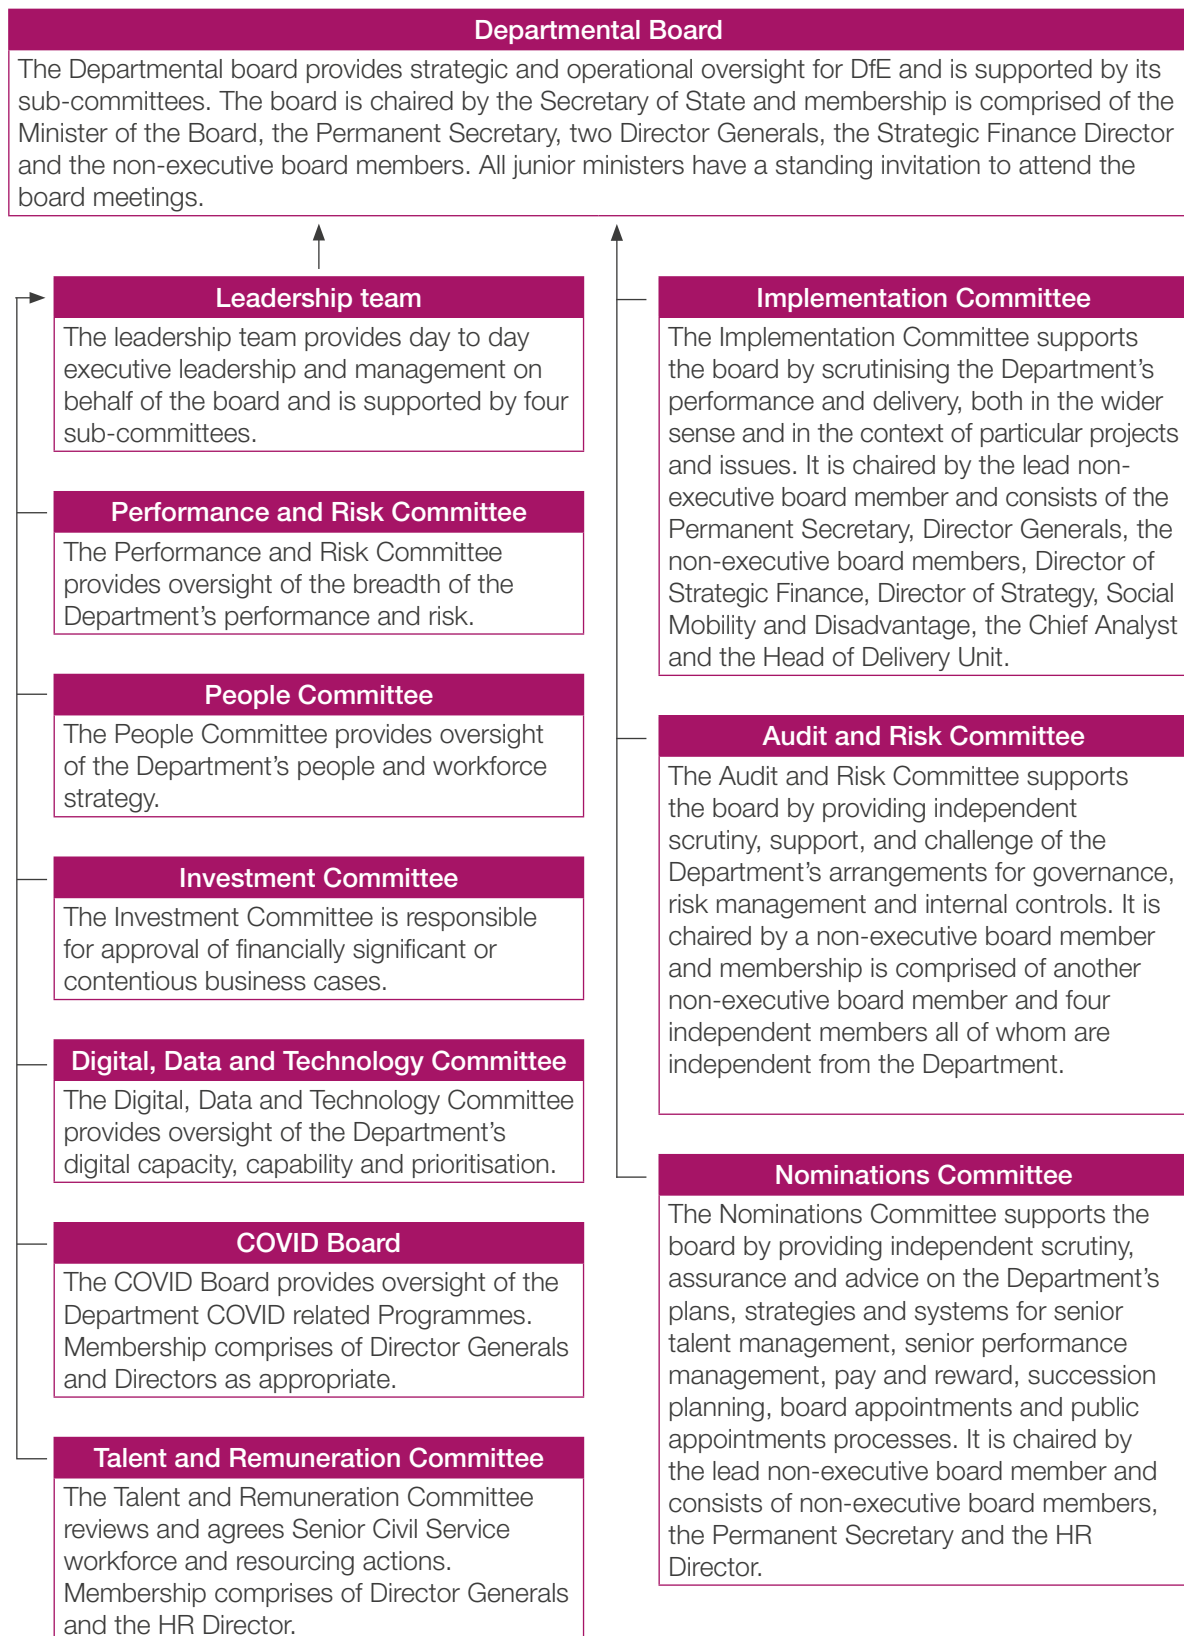 Departmental Board
The Departmental board provides strategic and operational oversight for DfE and is supported by its
sub-committees. The board is chaired by the Secretary of State and membership is comprised of the
Minister of the Board, the Permanent Secretary, two Director Generals, the Strategic Finance Director
and the non-executive board members. All junior ministers have a standing invitation to attend the
board meetings.
Leadership team
The leadership team provides day to day
executive leadership and management on
behalf of the board and is supported by four
sub-committees.
Performance and Risk Committee
The Performance and Risk Committee
provides oversight of the breadth of the
Department’s performance and risk.
People Committee
The People Committee provides oversight
of the Department’s people and workforce
strategy.
Investment Committee
The Investment Committee is responsible
for approval of financially significant or
contentious business cases.
Digital, Data and Technology Committee
The Digital, Data and Technology Committee
provides oversight of the Department’s
digital capacity, capability and prioritisation.
COVID Board
The COVID Board provides oversight of the
Department COVID related Programmes.
Membership comprises of Director Generals
and Directors as appropriate.
Talent and Remuneration Committee
The Talent and Remuneration Committee
reviews and agrees Senior Civil Service
workforce and resourcing actions.
Membership comprises of Director Generals
and the HR Director.
Implementation Committee
The Implementation Committee supports
the board by scrutinising the Department’s
performance and delivery, both in the wider
sense and in the context of particular projects
and issues. It is chaired by the lead non-
executive board member and consists of the
Permanent Secretary, Director Generals, the
non-executive board members, Director of
Strategic Finance, Director of Strategy, Social
Mobility and Disadvantage, the Chief Analyst
and the Head of Delivery Unit.
Audit and Risk Committee
The Audit and Risk Committee supports
the board by providing independent
scrutiny, support, and challenge of the
Department’s arrangements for governance,
risk management and internal controls. It is
chaired by a non-executive board member
and membership is comprised of another
non-executive board member and four
independent members all of whom are
independent from the Department.
Nominations Committee
The Nominations Committee supports the
board by providing independent scrutiny,
assurance and advice on the Department’s
plans, strategies and systems for senior
talent management, senior performance
management, pay and reward, succession
planning, board appointments and public
appointments processes. It is chaired by
the lead non-executive board member and
consists of non-executive board members,
the Permanent Secretary and the HR
Director.